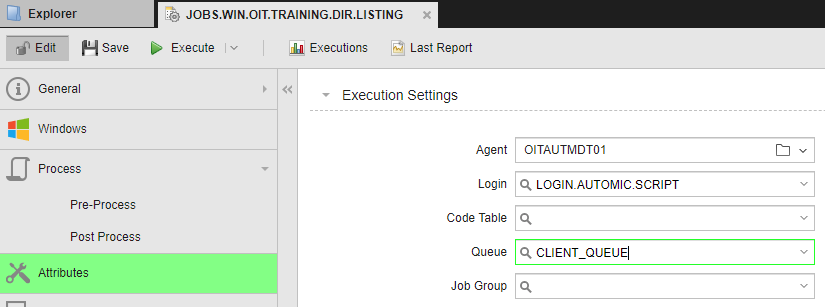 Explorer
JOBS.WIN.OIT.TRAINING.DIR.LISTING
Edit
Save
Execute
Executions
Last Report
General
Windows
Process
Pre-Process
Post Process
Attributes
Execution Settings
Agent OITAUTMDT01
Login LOGIN.AUTOMIC.SCRIPT
Code Table
Queue CLIENT_QUEUE
Job Group